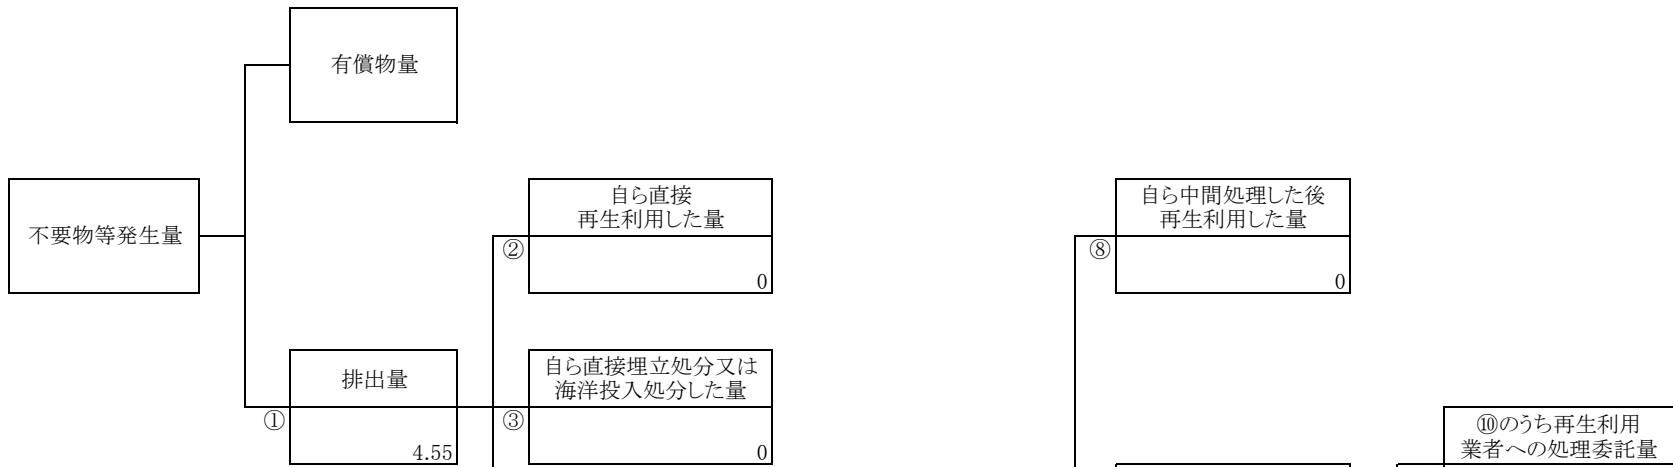 有償物量
不要物等発生量
自ら直接
再生利用した量
②
0
自ら中間処理した後
再生利用した量
⑧
0
排出量
①
4.55
自ら直接埋立処分又は
海洋投入処分した量
③
0
⑩のうち再生利用
業者への処理委託量